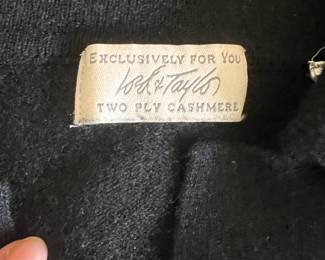 EXCLUSIVELY FOR YOU
Lord & Taylor
TWO PLY CASHMERE